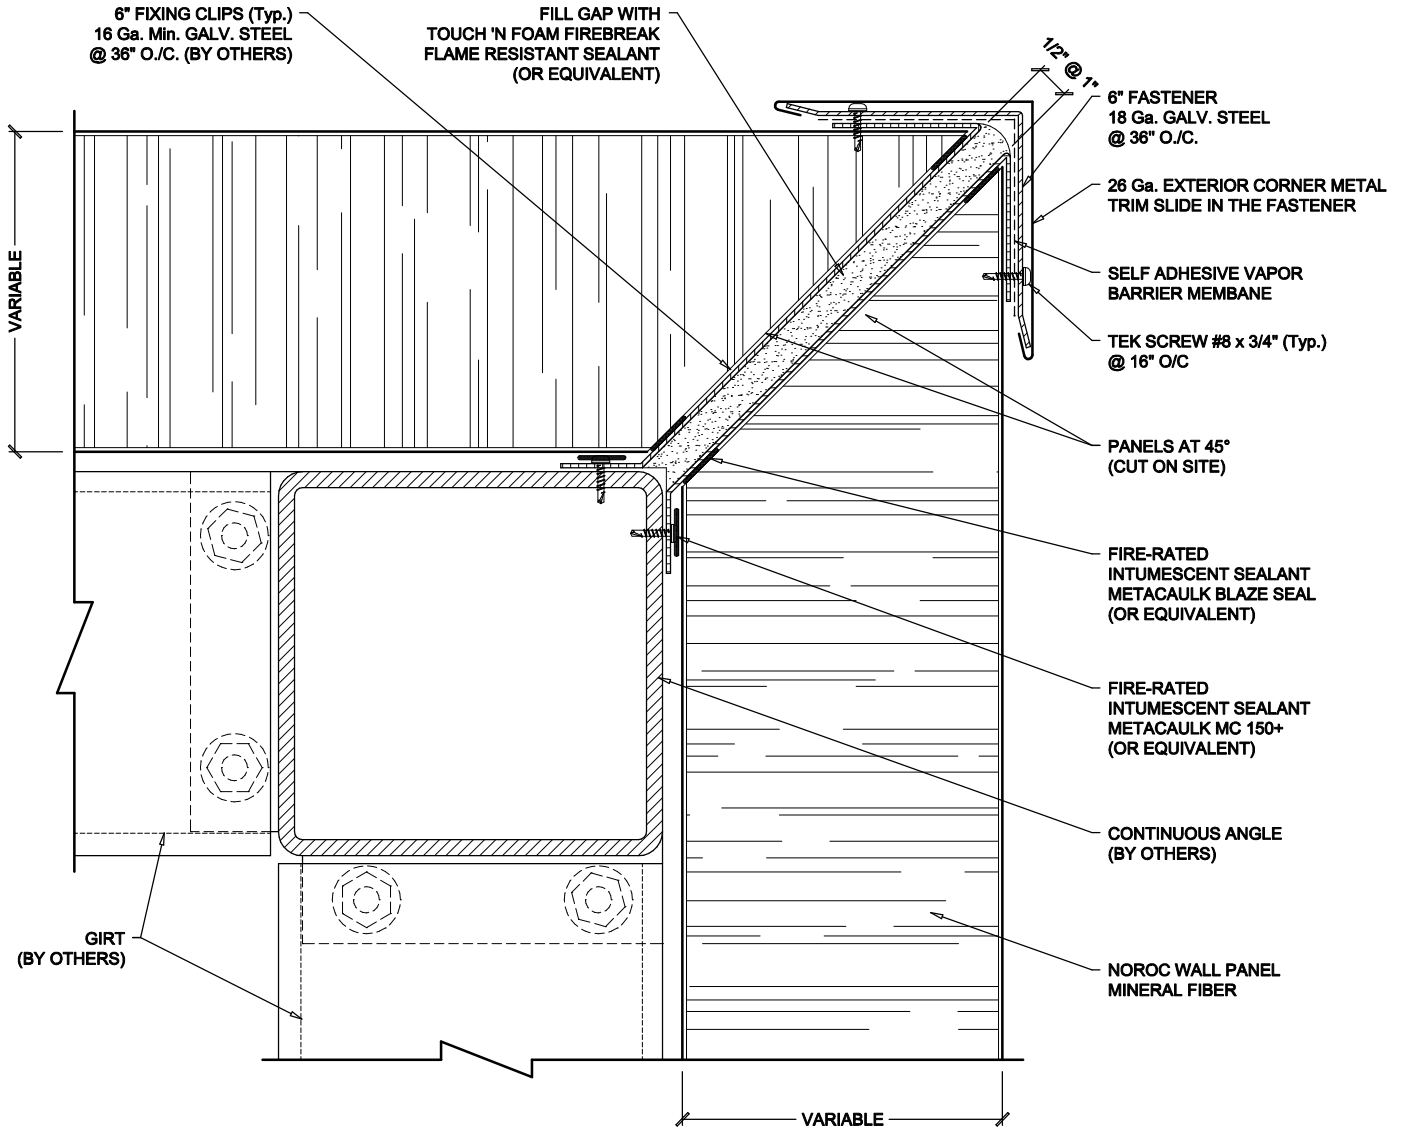 6" FIXING CLIPS (Typ.)
16 Ga. Min. GALV. STEEL
@ 36" O./C. (BY OTHERS)
FILL GAP WITH
TOUCH 'N FOAM FIREBREAK
FLAME RESISTANT SEALANT
(OR EQUIVALENT)
1/2" @ 1"
6" FASTENER
18 Ga. GALV. STEEL
@ 36" O./C.
26 Ga. EXTERIOR CORNER METAL
TRIM SLIDE IN THE FASTENER
SELF ADHESIVE VAPOR
BARRIER MEMBANE
TEK SCREW #8 x 3/4" (Typ.)
@ 16" O/C
VARIABLE
PANELS AT 45°
(CUT ON SITE)
FIRE-RATED
INTUMESCENT SEALANT
METACAULK BLAZE SEAL
(OR EQUIVALENT)
FIRE-RATED
INTUMESCENT SEALANT
METACAULK MC 150+
(OR EQUIVALENT)
CONTINUOUS ANGLE
(BY OTHERS)
GIRT
(BY OTHERS)
NOROC WALL PANEL
MINERAL FIBER
VARIABLE